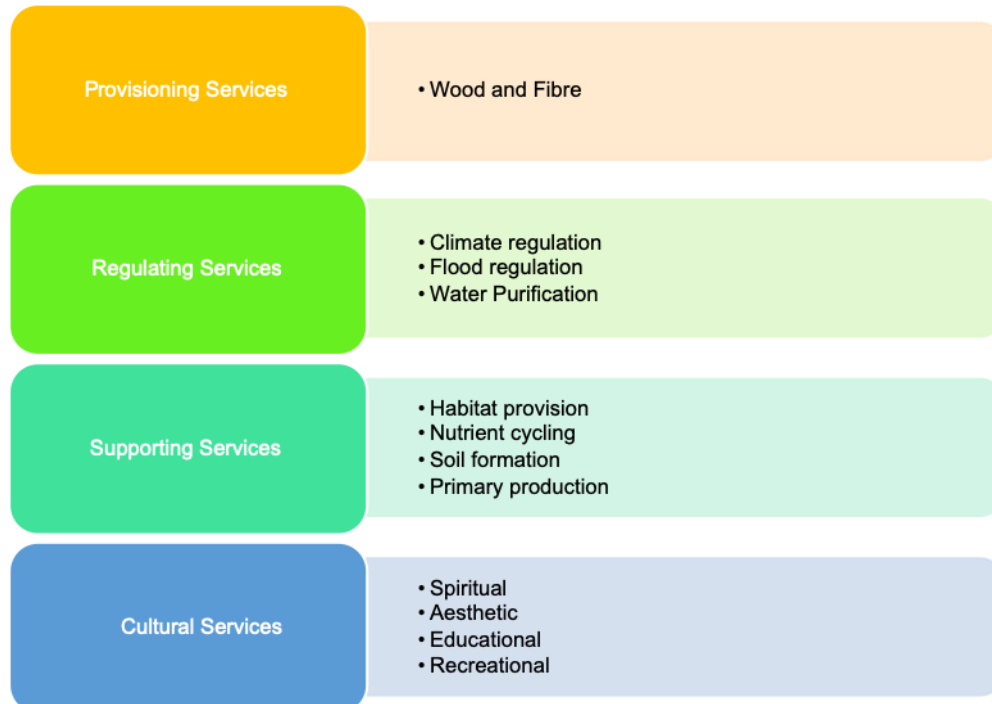 Provisioning Services
• Wood and Fibre
Regulating Services
• Climate regulation
• Flood regulation
• Water Purification
Supporting Services
• Habitat provision
• Nutrient cycling
• Soil formation
• Primary production
Cultural Services
• Spiritual
• Aesthetic
• Educational
• Recreational